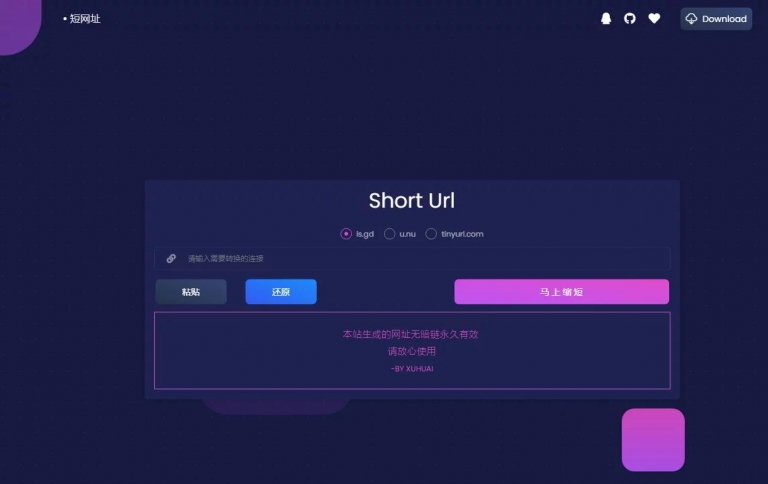 • 短网址
Download
Short Url
is.gd
u.nu
tinyurl.com
请输入需要转换的连接
粘贴
还原
马上缩短
本站生成的网址无暗链永久有效
请放心使用
-BY XUHUAI